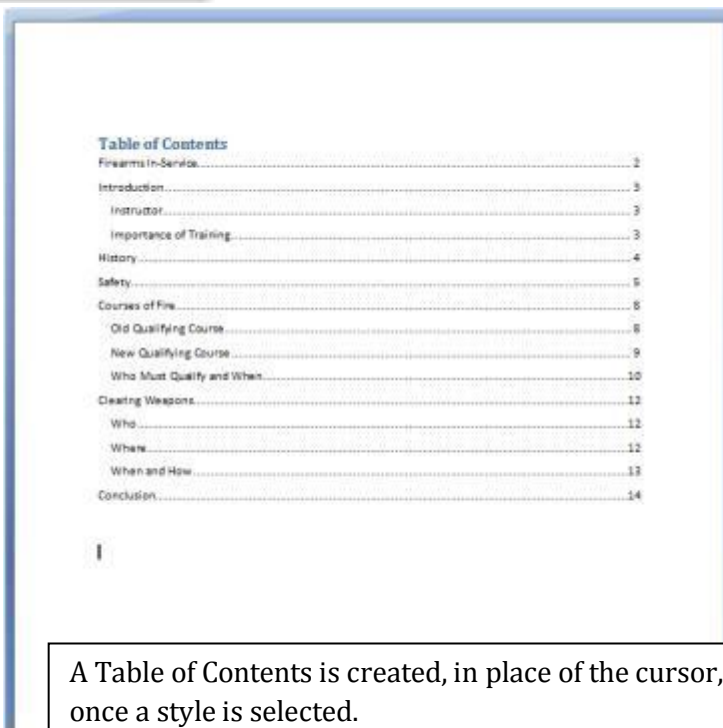 Table of Contents
Firearms In-Service 2
Introduction 3
Instructor 3
Importance of Training 3
History 4
Safety 5
Courses of Fire 8
Old Qualifying Course 8
New Qualifying Course 9
Who Must Qualify and When 10
Clearing Weapons 12
Who 12
Where 12
When and How 13
Conclusion 14
A Table of Contents is created, in place of the cursor,
once a style is selected.